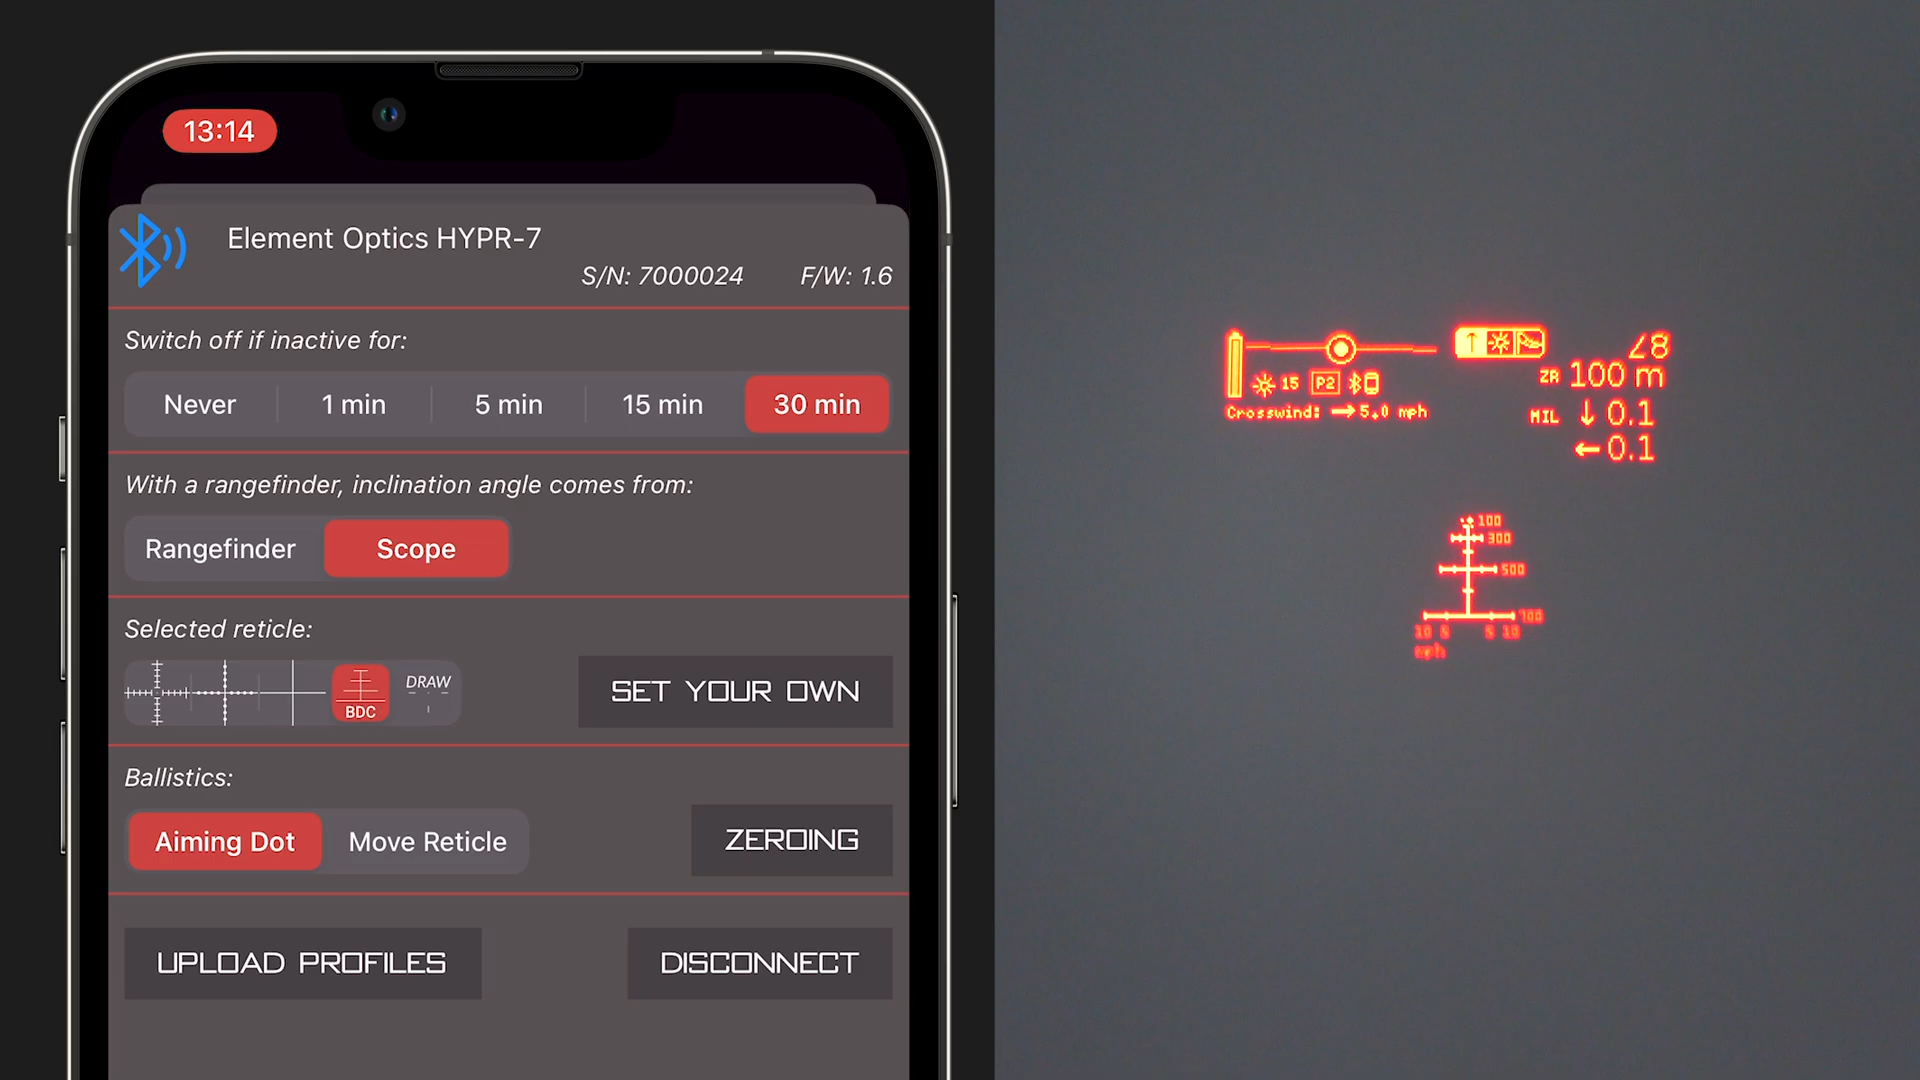 13:14
Element Optics HYPR-7
S/N: 7000024 F/W: 1.6
Switch off if inactive for:
Never 1 min 5 min 15 min 30 min
With a rangefinder, inclination angle comes from:
Rangefinder Scope
Selected reticle:
BDC DRAW SET YOUR OWN
Ballistics:
Aiming Dot Move Reticle ZEROING
UPLOAD PROFILES DISCONNECT
∠8
15 P2
ZR 100 m
Crosswind: →5.0 mph
MIL ↓ 0.1
←0.1
100
300
500
700
10 5 5 10
mph